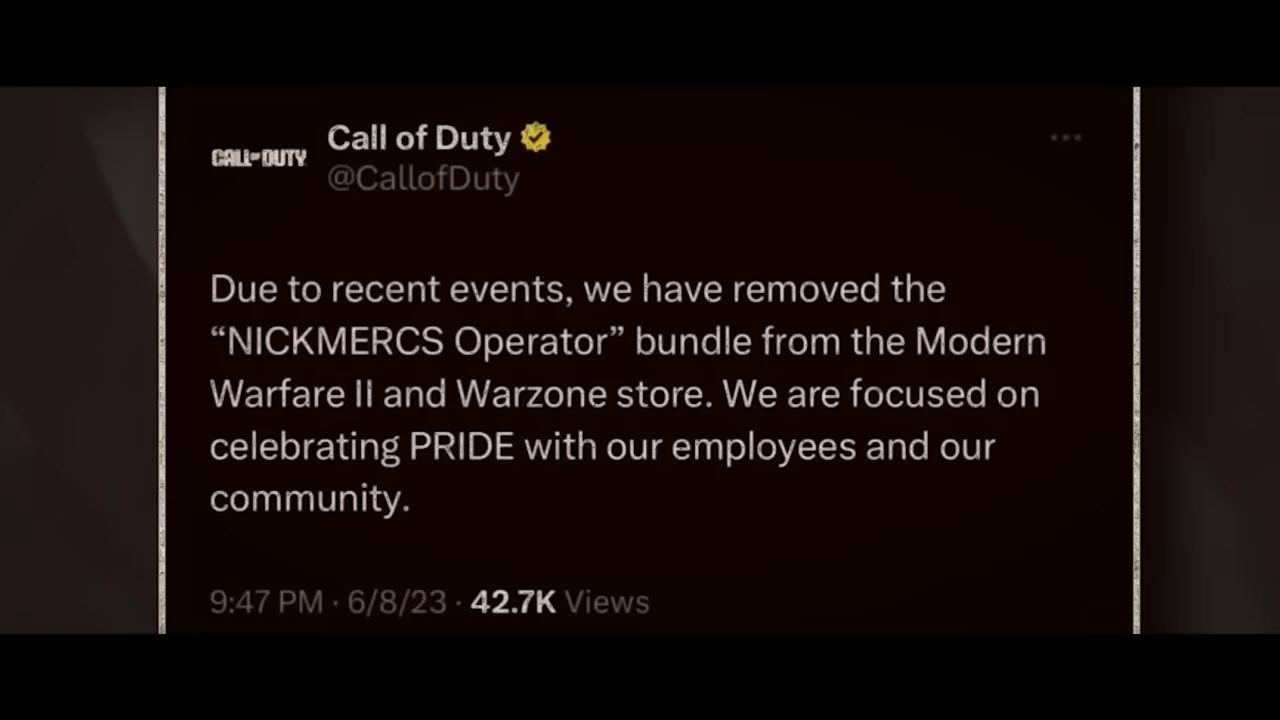 CALL OF DUTY
Call of Duty
@CallofDuty
Due to recent events, we have removed the
“NICKMERCS Operator” bundle from the Modern
Warfare II and Warzone store. We are focused on
celebrating PRIDE with our employees and our
community.
9:47 PM · 6/8/23 · 42.7K Views